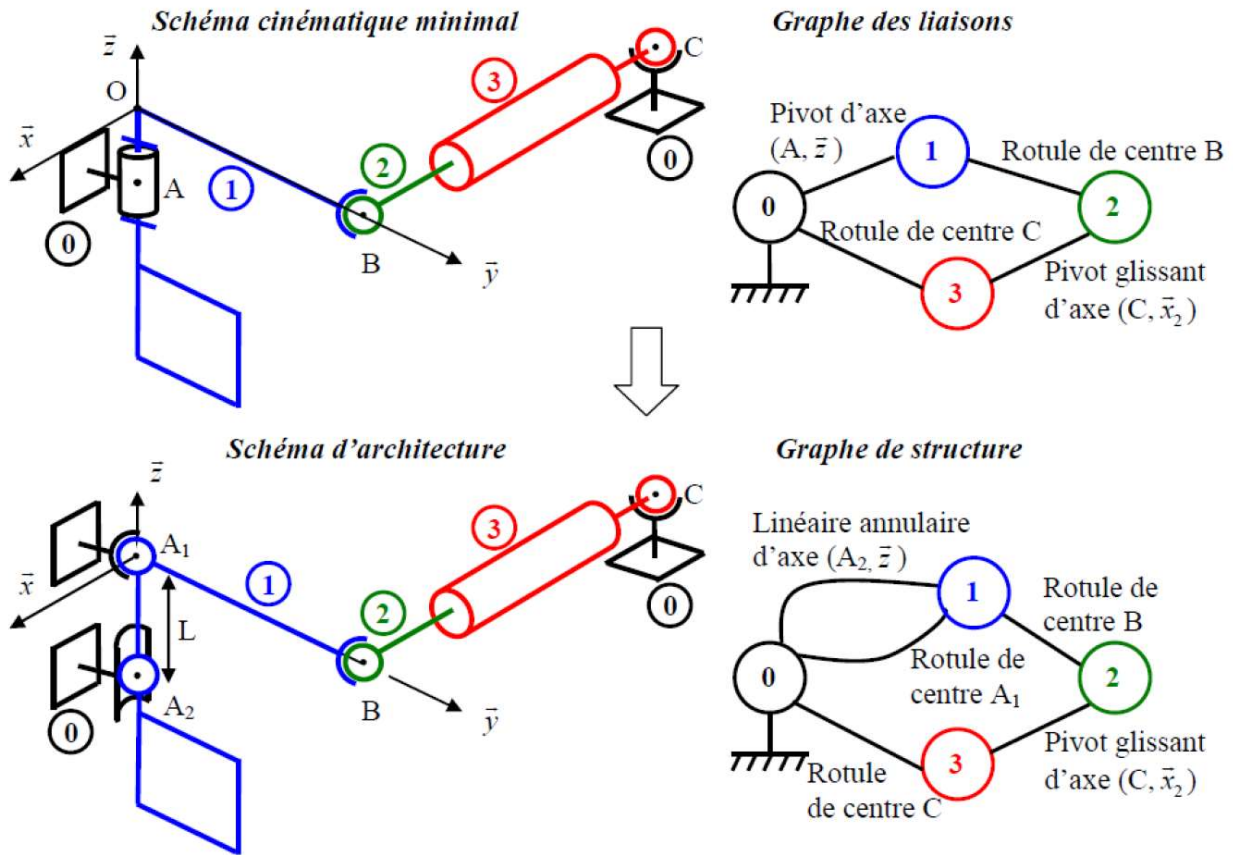 Schéma cinématique minimal
Graphe des liaisons
z⃗
O
x⃗
A
0
1
2
3
B
y⃗
C
0
Pivot d'axe
(A, z⃗ )
1
Rotule de centre B
0
2
Rotule de centre C
3
Pivot glissant
d'axe (C, x⃗₂ )
Schéma d'architecture
Graphe de structure
z⃗
A₁
x⃗
L
A₂
0
1
2
3
B
y⃗
C
0
Linéaire annulaire
d'axe (A₂, z⃗ )
1
Rotule de
centre B
0
2
Rotule de
centre A₁
3
Rotule
de centre C
Pivot glissant
d'axe (C, x⃗₂ )